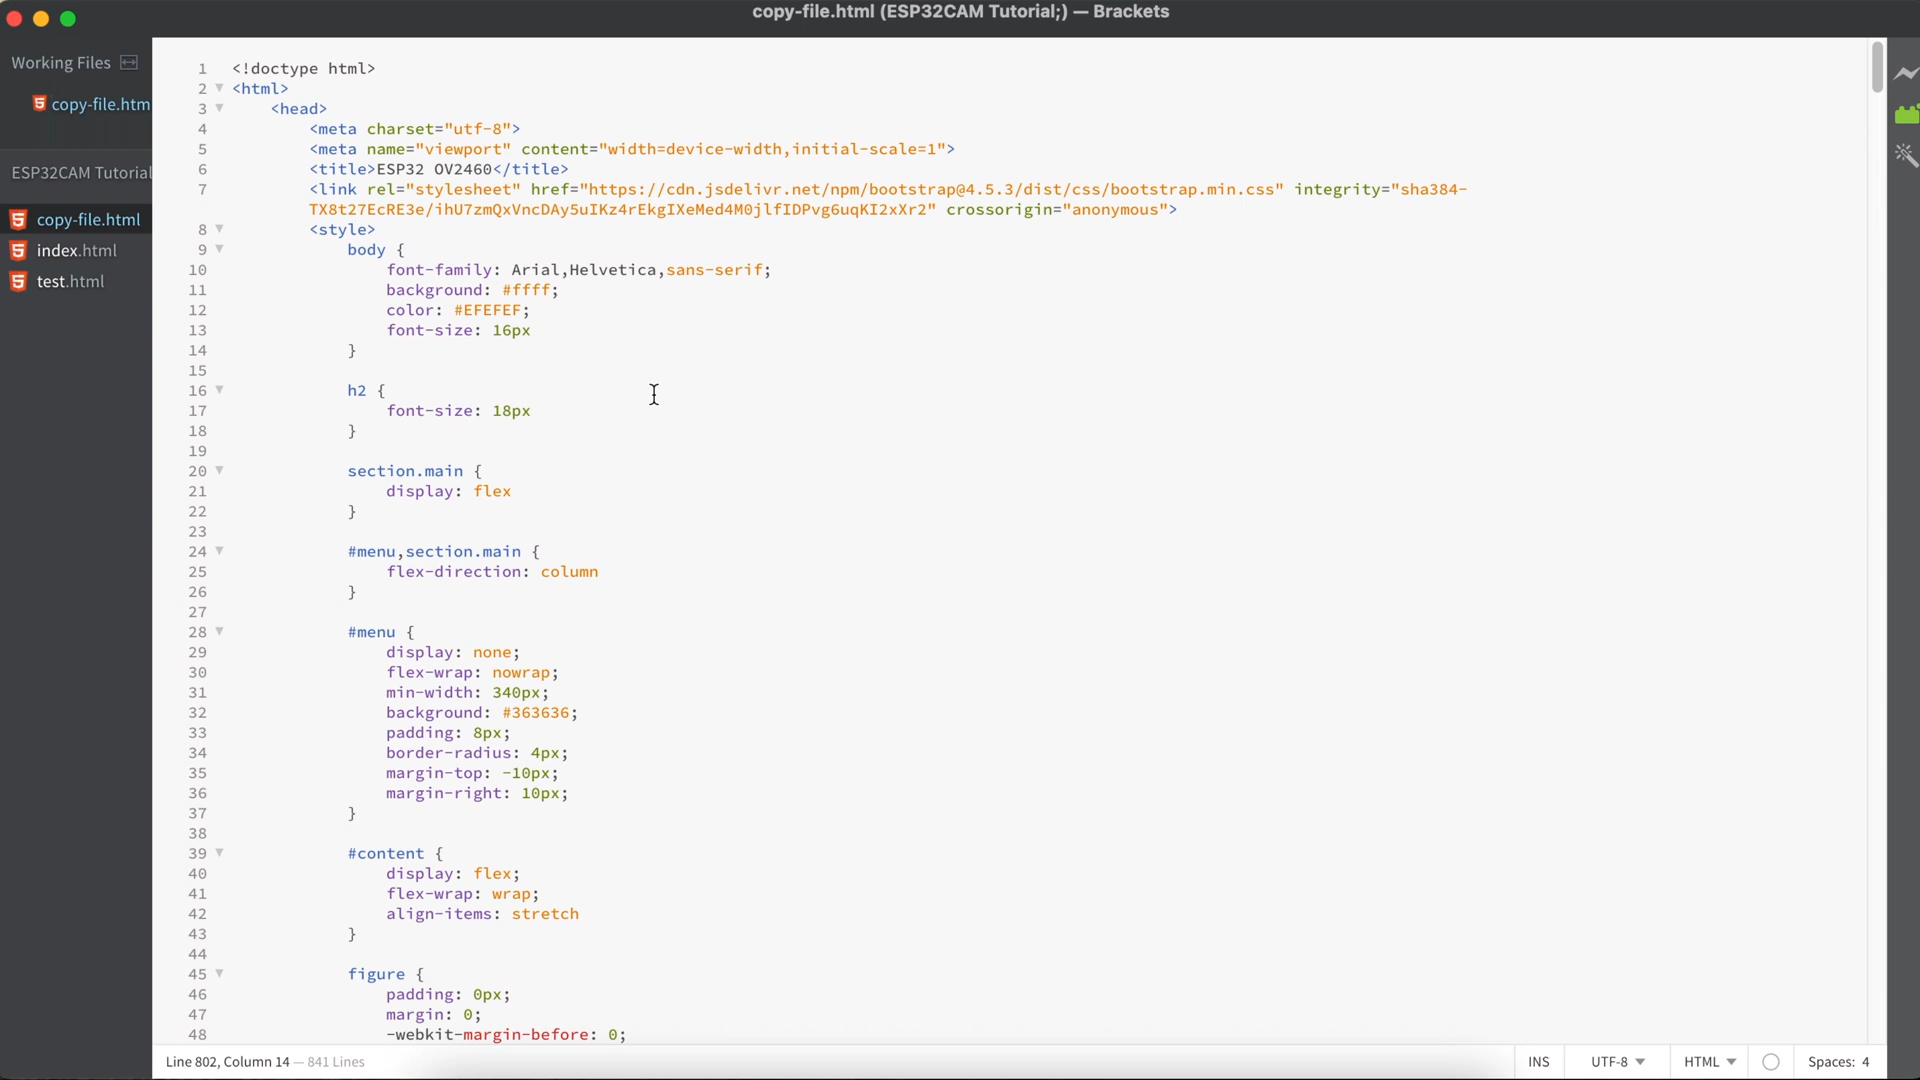 copy-file.html (ESP32CAM Tutorial;) — Brackets
Working Files
copy-file.htm
ESP32CAM Tutorial
copy-file.html
index.html
test.html
1 <!doctype html>
2 <html>
3 <head>
4 <meta charset="utf-8">
5 <meta name="viewport" content="width=device-width,initial-scale=1">
6 <title>ESP32 OV2460</title>
7 <link rel="stylesheet" href="https://cdn.jsdelivr.net/npm/bootstrap@4.5.3/dist/css/bootstrap.min.css" integrity="sha384-
TX8t27EcRE3e/ihU7zmQxVncDAy5uIKz4rEkgIXeMed4M0jlfIDPvg6uqKI2xXr2" crossorigin="anonymous">
8 <style>
9 body {
10 font-family: Arial,Helvetica,sans-serif;
11 background: #ffff;
12 color: #EFEFEF;
13 font-size: 16px
14 }
15
16 h2 {
17 font-size: 18px
18 }
19
20 section.main {
21 display: flex
22 }
23
24 #menu,section.main {
25 flex-direction: column
26 }
27
28 #menu {
29 display: none;
30 flex-wrap: nowrap;
31 min-width: 340px;
32 background: #363636;
33 padding: 8px;
34 border-radius: 4px;
35 margin-top: -10px;
36 margin-right: 10px;
37 }
38
39 #content {
40 display: flex;
41 flex-wrap: wrap;
42 align-items: stretch
43 }
44
45 figure {
46 padding: 0px;
47 margin: 0;
48 -webkit-margin-before: 0;
Line 802, Column 14 — 841 Lines
INS
UTF-8
HTML
Spaces: 4